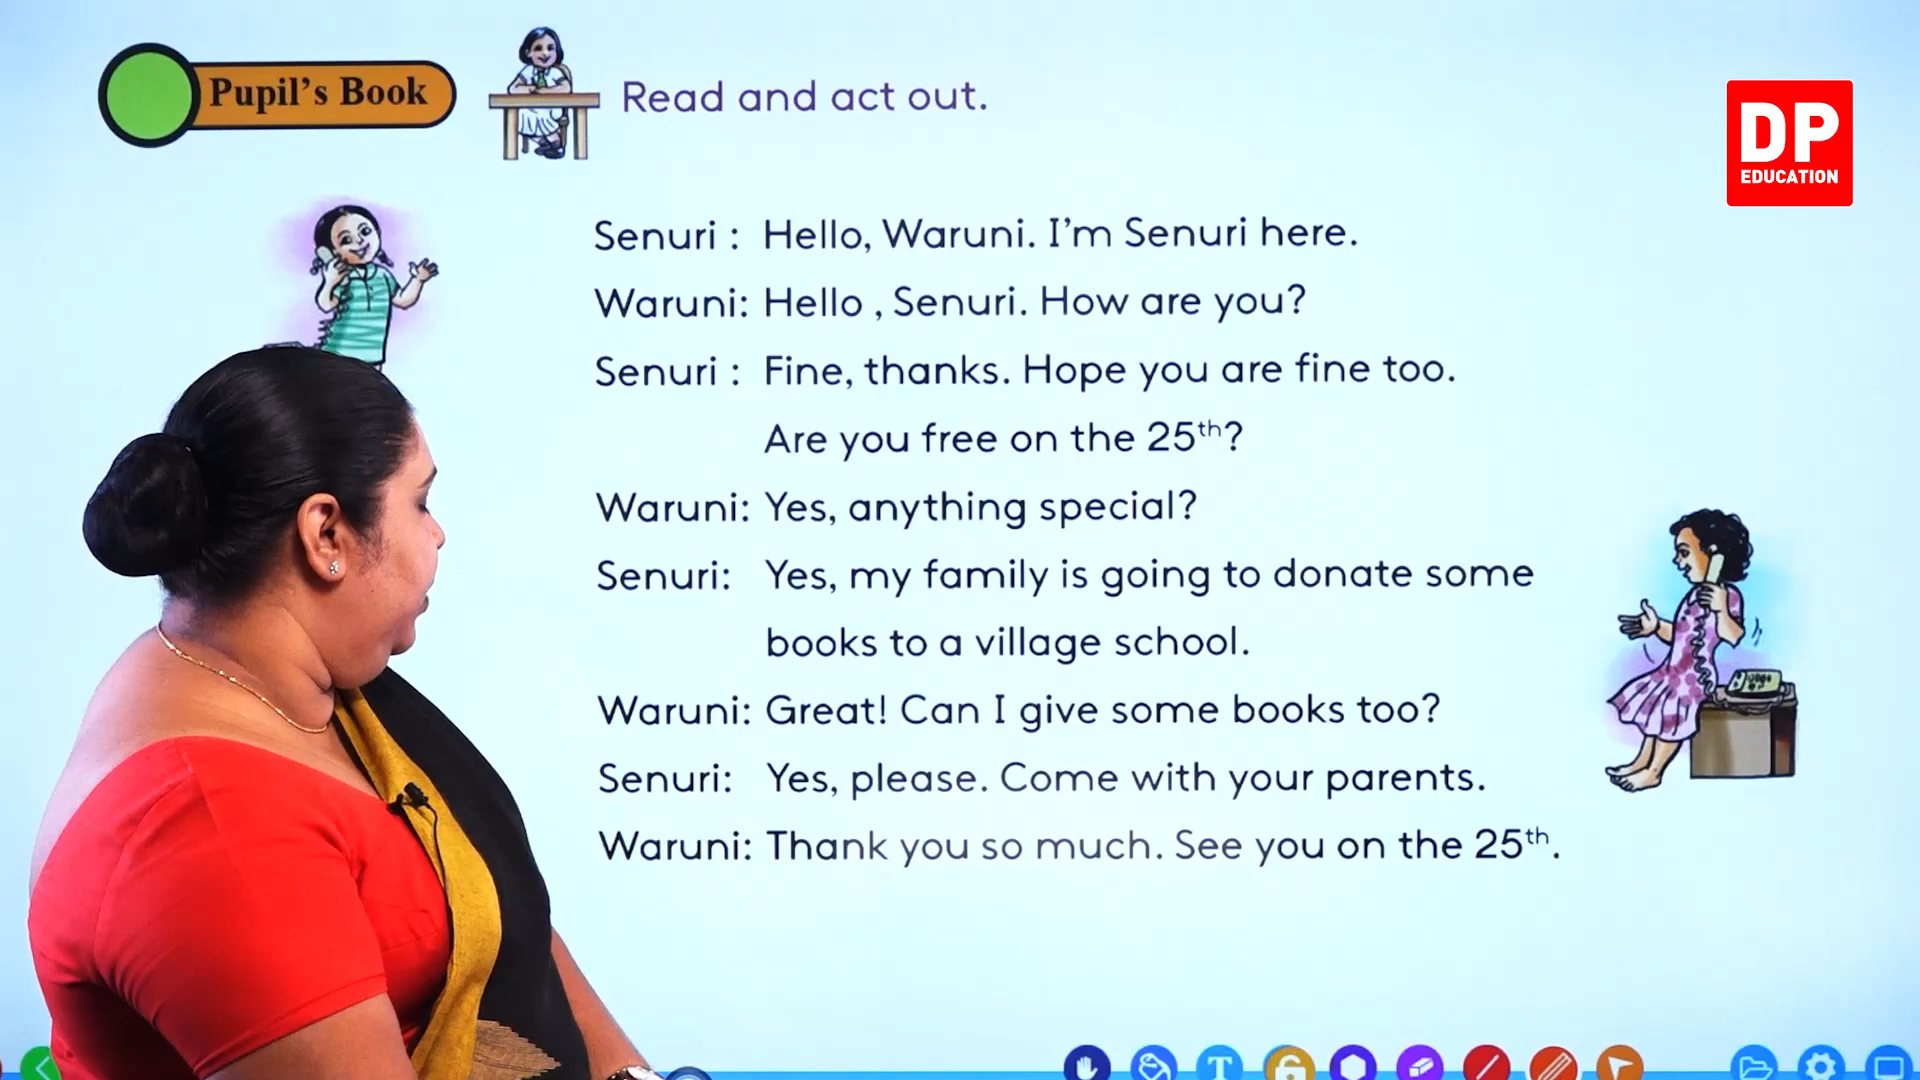 Pupil's Book
Read and act out.
DP
EDUCATION
Senuri : Hello, Waruni. I'm Senuri here.
Waruni: Hello , Senuri. How are you?
Senuri : Fine, thanks. Hope you are fine too.
Are you free on the 25th?
Waruni: Yes, anything special?
Senuri: Yes, my family is going to donate some
books to a village school.
Waruni: Great! Can I give some books too?
Senuri: Yes, please. Come with your parents.
Waruni: Thank you so much. See you on the 25th.